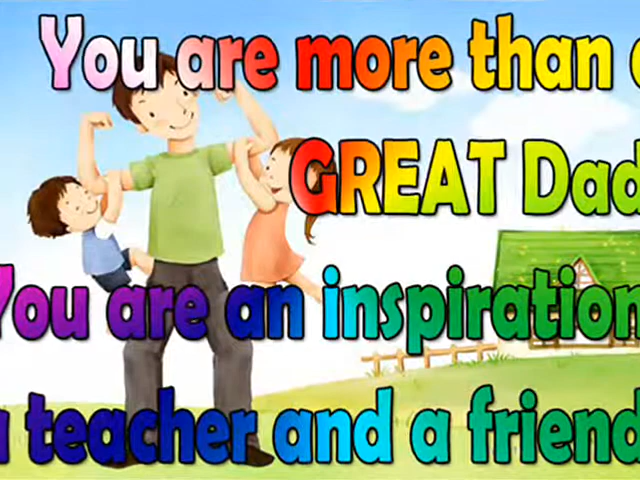 You are more than a
GREAT Dad
You are an inspiration
a teacher and a friend